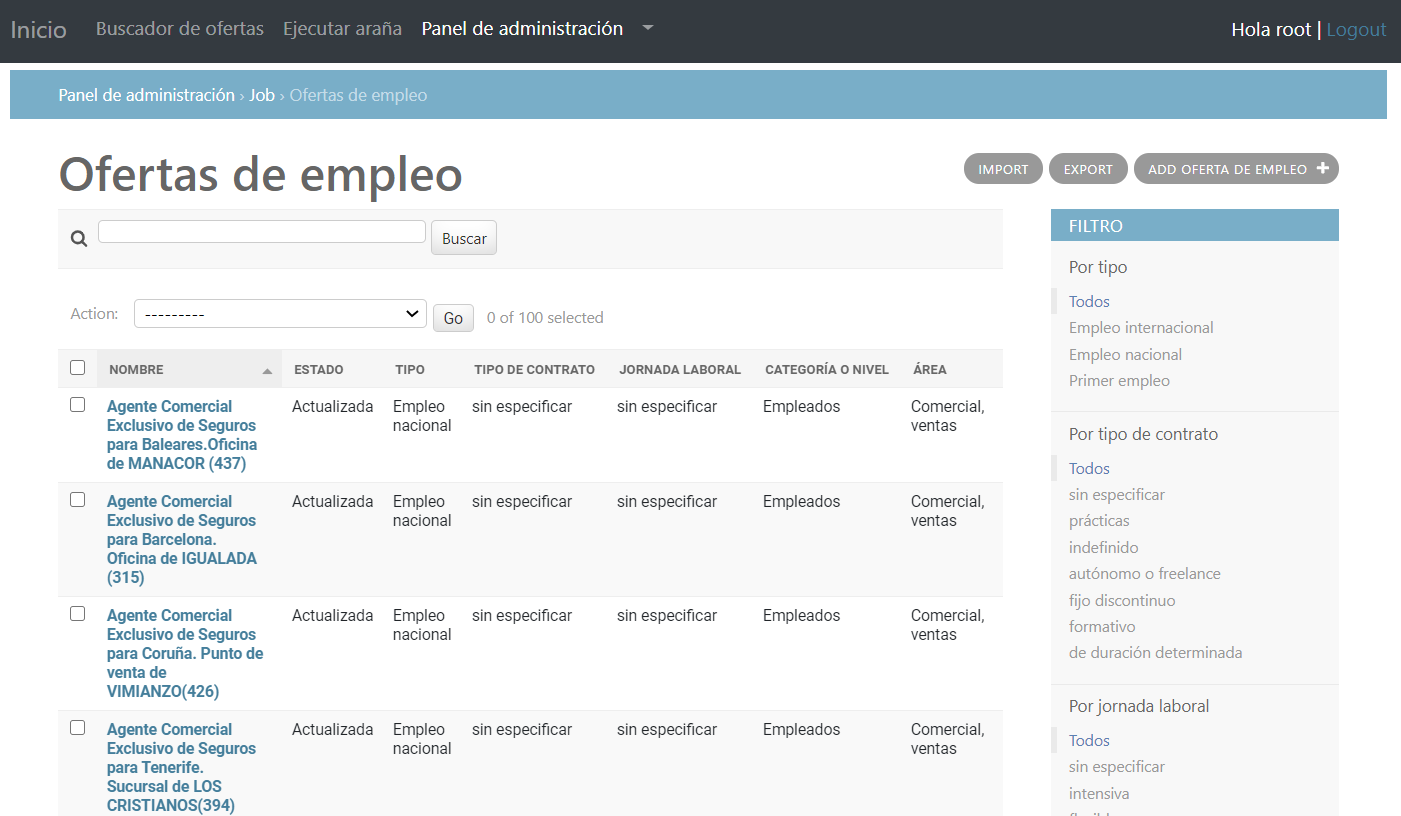 Inicio Buscador de ofertas Ejecutar araña Panel de administración Hola root | Logout
Panel de administración › Job › Ofertas de empleo
Ofertas de empleo
IMPORT EXPORT ADD OFERTA DE EMPLEO +
Buscar
Action: --------- Go 0 of 100 selected
NOMBRE ESTADO TIPO TIPO DE CONTRATO JORNADA LABORAL CATEGORÍA O NIVEL ÁREA
Agente Comercial Actualizada Empleo sin especificar sin especificar Empleados Comercial,
Exclusivo de Seguros nacional ventas
para Baleares.Oficina
de MANACOR (437)
Agente Comercial Actualizada Empleo sin especificar sin especificar Empleados Comercial,
Exclusivo de Seguros nacional ventas
para Barcelona.
Oficina de IGUALADA
(315)
Agente Comercial Actualizada Empleo sin especificar sin especificar Empleados Comercial,
Exclusivo de Seguros nacional ventas
para Coruña. Punto de
venta de
VIMIANZO(426)
Agente Comercial Actualizada Empleo sin especificar sin especificar Empleados Comercial,
Exclusivo de Seguros nacional ventas
para Tenerife.
Sucursal de LOS
CRISTIANOS(394)
FILTRO
Por tipo
Todos
Empleo internacional
Empleo nacional
Primer empleo
Por tipo de contrato
Todos
sin especificar
prácticas
indefinido
autónomo o freelance
fijo discontinuo
formativo
de duración determinada
Por jornada laboral
Todos
sin especificar
intensiva